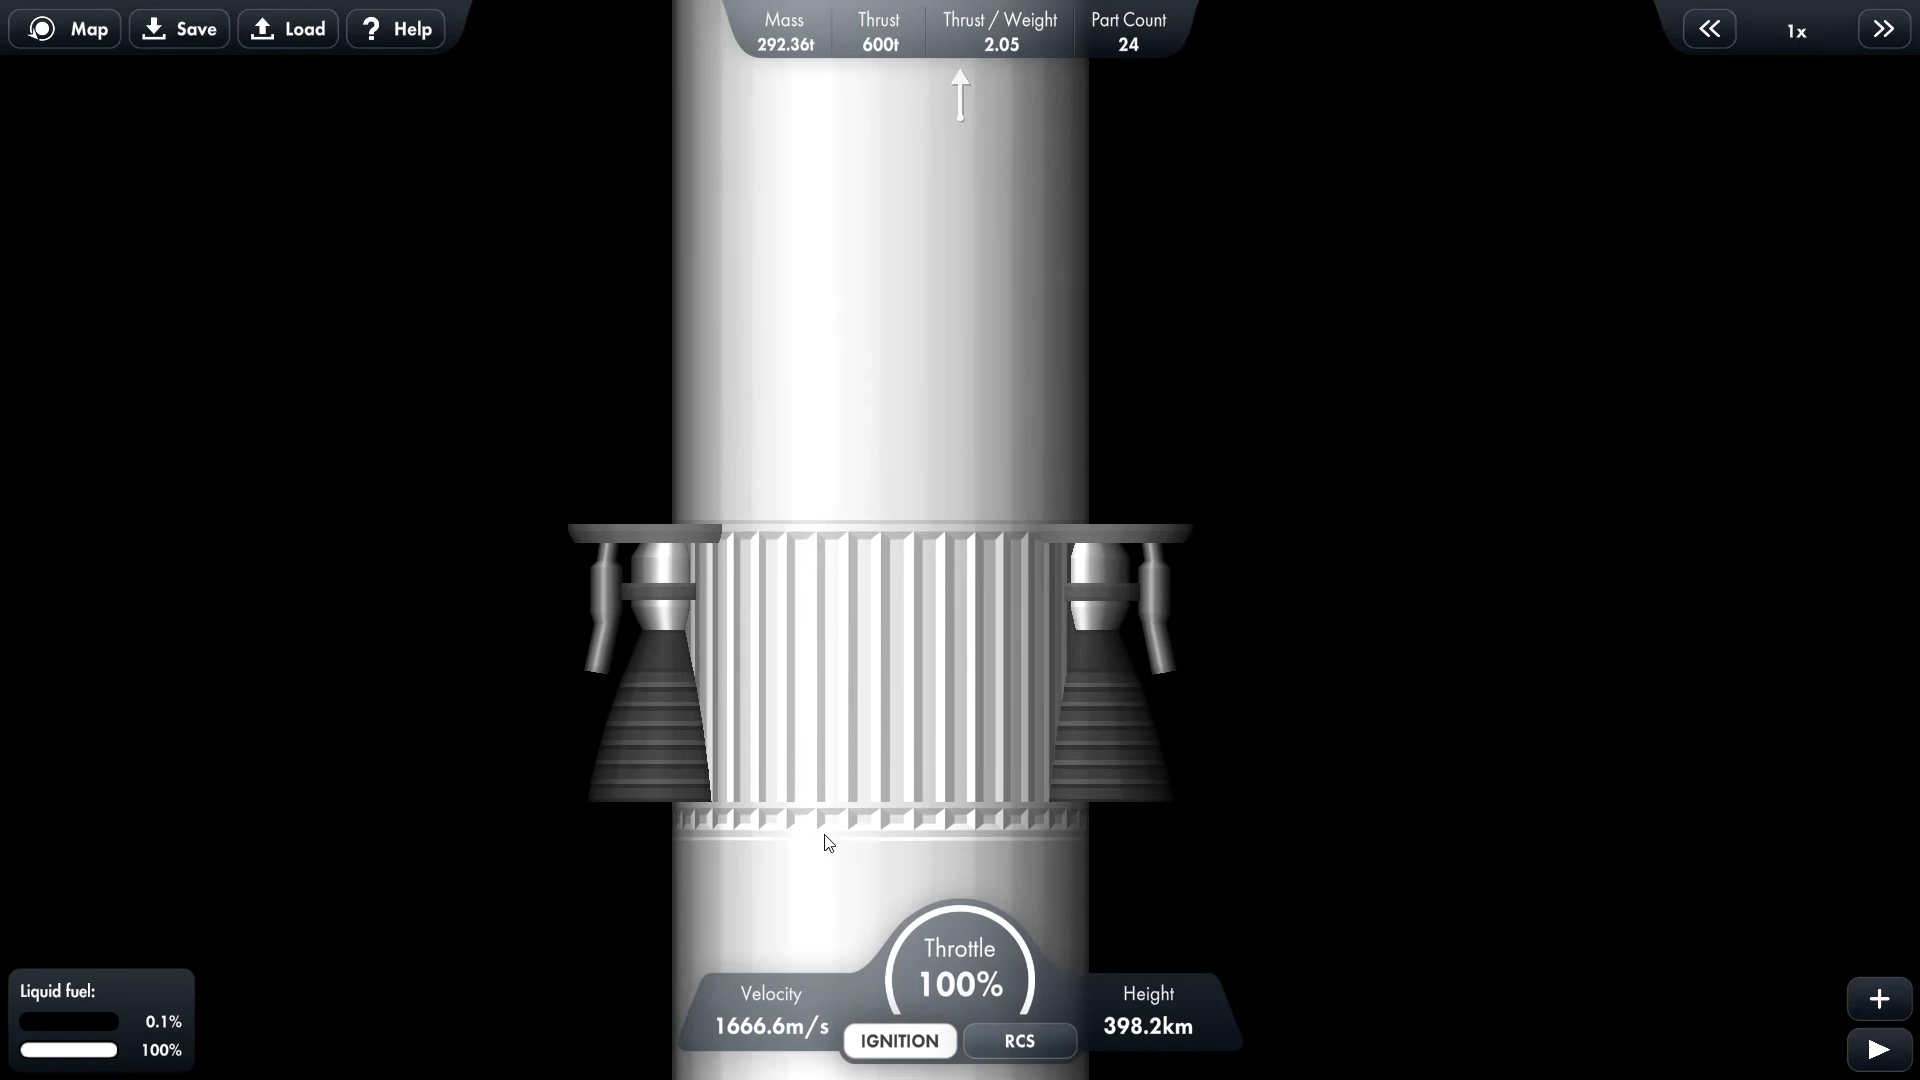 Map
Save
Load
? Help
Mass
292.36t
Thrust
600t
Thrust / Weight
2.05
Part Count
24
1x
Throttle
100%
Velocity
1666.6m/s
Height
398.2km
IGNITION
RCS
Liquid fuel:
0.1%
100%